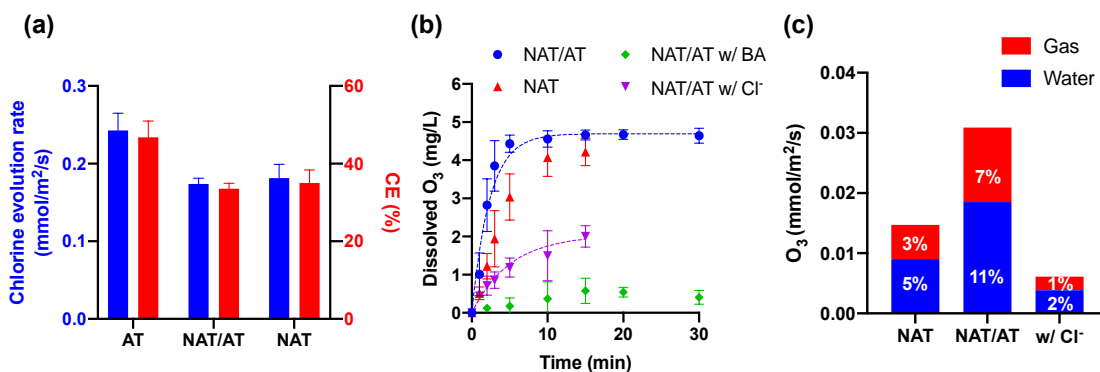 (a)
Chlorine evolution rate
(mmol/m²/s)
0.3
0.2
0.1
0.0
60
40
20
0
CE (%)
AT
NAT/AT
NAT
(b)
NAT/AT
NAT
NAT/AT w/ BA
NAT/AT w/ Cl⁻
Dissolved O₃ (mg/L)
6
5
4
3
2
1
0
0
10
20
30
Time (min)
(c)
Gas
Water
O₃ (mmol/m²/s)
0.04
0.03
0.02
0.01
0.00
3%
5%
7%
11%
1%
2%
NAT
NAT/AT
w/ Cl⁻